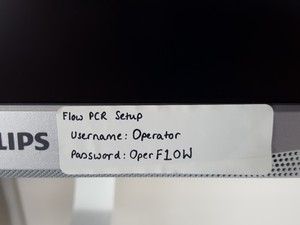 Flow PCR Setup
LIPS
Username: Operator
Password: OperF10W